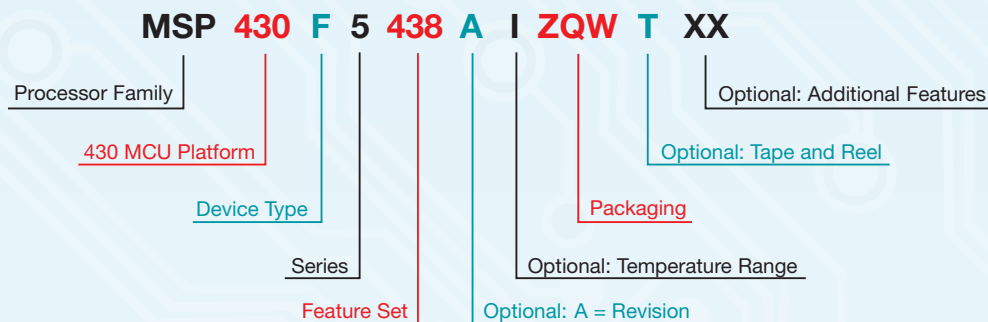 MSP 430 F 5 438 A I ZQW T XX
Processor Family
Optional: Additional Features
430 MCU Platform
Optional: Tape and Reel
Device Type
Packaging
Series
Optional: Temperature Range
Feature Set
Optional: A = Revision